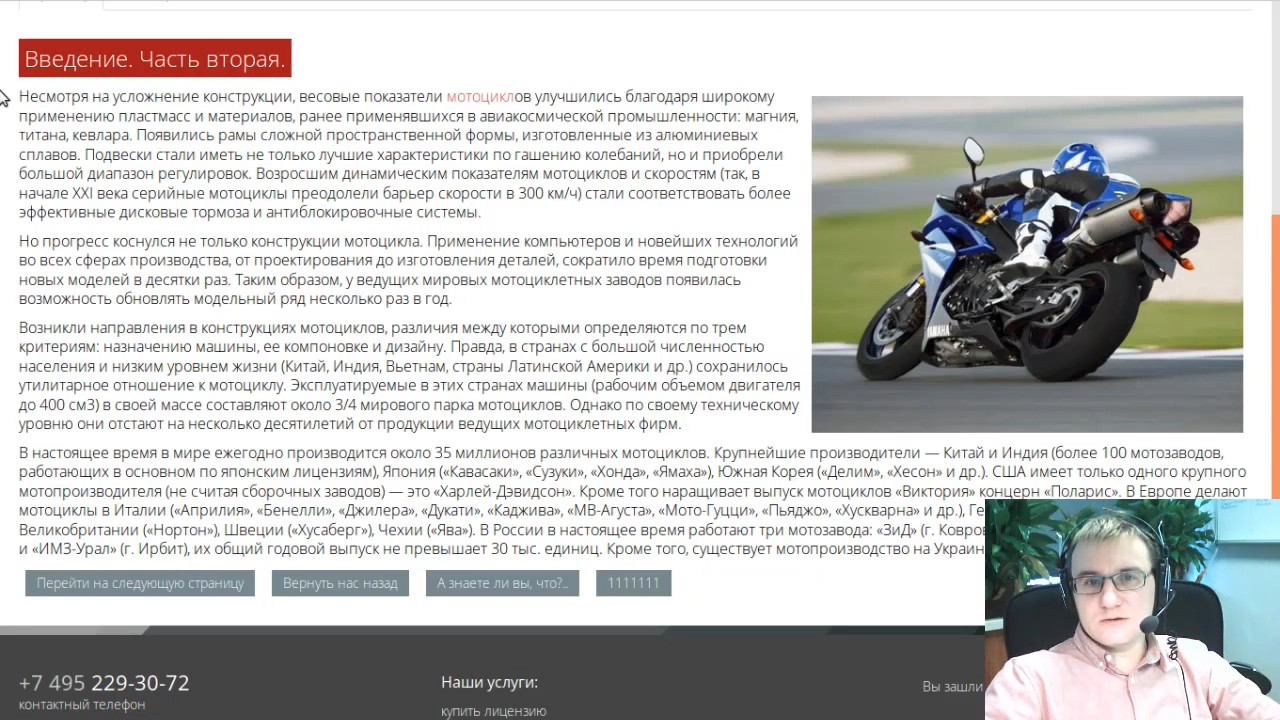 Введение. Часть вторая.
Несмотря на усложнение конструкции, весовые показатели мотоциклов улучшились благодаря широкому
применению пластмасс и материалов, ранее применявшихся в авиакосмической промышленности: магния,
титана, кевлара. Появились рамы сложной пространственной формы, изготовленные из алюминиевых
сплавов. Подвески стали иметь не только лучшие характеристики по гашению колебаний, но и приобрели
большой диапазон регулировок. Возросшим динамическим показателям мотоциклов и скоростям (так, в
начале XXI века серийные мотоциклы преодолели барьер скорости в 300 км/ч) стали соответствовать более
эффективные дисковые тормоза и антиблокировочные системы.
Но прогресс коснулся не только конструкции мотоцикла. Применение компьютеров и новейших технологий
во всех сферах производства, от проектирования до изготовления деталей, сократило время подготовки
новых моделей в десятки раз. Таким образом, у ведущих мировых мотоциклетных заводов появилась
возможность обновлять модельный ряд несколько раз в год.
Возникли направления в конструкциях мотоциклов, различия между которыми определяются по трем
критериям: назначению машины, ее компоновке и дизайну. Правда, в странах с большой численностью
населения и низким уровнем жизни (Китай, Индия, Вьетнам, страны Латинской Америки и др.) сохранилось
утилитарное отношение к мотоциклу. Эксплуатируемые в этих странах машины (рабочим объемом двигателя
до 400 см3) в своей массе составляют около 3/4 мирового парка мотоциклов. Однако по своему техническому
уровню они отстают на несколько десятилетий от продукции ведущих мотоциклетных фирм.
YAMAHA
В настоящее время в мире ежегодно производится около 35 миллионов различных мотоциклов. Крупнейшие производители — Китай и Индия (более 100 мотозаводов,
работающих в основном по японским лицензиям), Япония («Кавасаки», «Сузуки», «Хонда», «Ямаха»), Южная Корея («Делим», «Хесон» и др.). США имеет только одного крупного
мотопроизводителя (не считая сборочных заводов) — это «Харлей-Дэвидсон». Кроме того наращивает выпуск мотоциклов «Виктория» концерн «Поларис». В Европе делают
мотоциклы в Италии («Априлия», «Бенелли», «Джилера», «Дукати», «Каджива», «МВ-Агуста», «Мото-Гуцци», «Пьяджо», «Хускварна» и др.), Ге
Великобритании («Нортон»), Швеции («Хусаберг»), Чехии («Ява»). В России в настоящее время работают три мотозавода: «ЗиД» (г. Ковров
и «ИМЗ-Урал» (г. Ирбит), их общий годовой выпуск не превышает 30 тыс. единиц. Кроме того, существует мотопроизводство на Украин
Перейти на следующую страницу Вернуть нас назад А знаете ли вы, что?.. 1111111
+7 495 229-30-72 Наши услуги: Вы зашли
контактный телефон купить лицензию